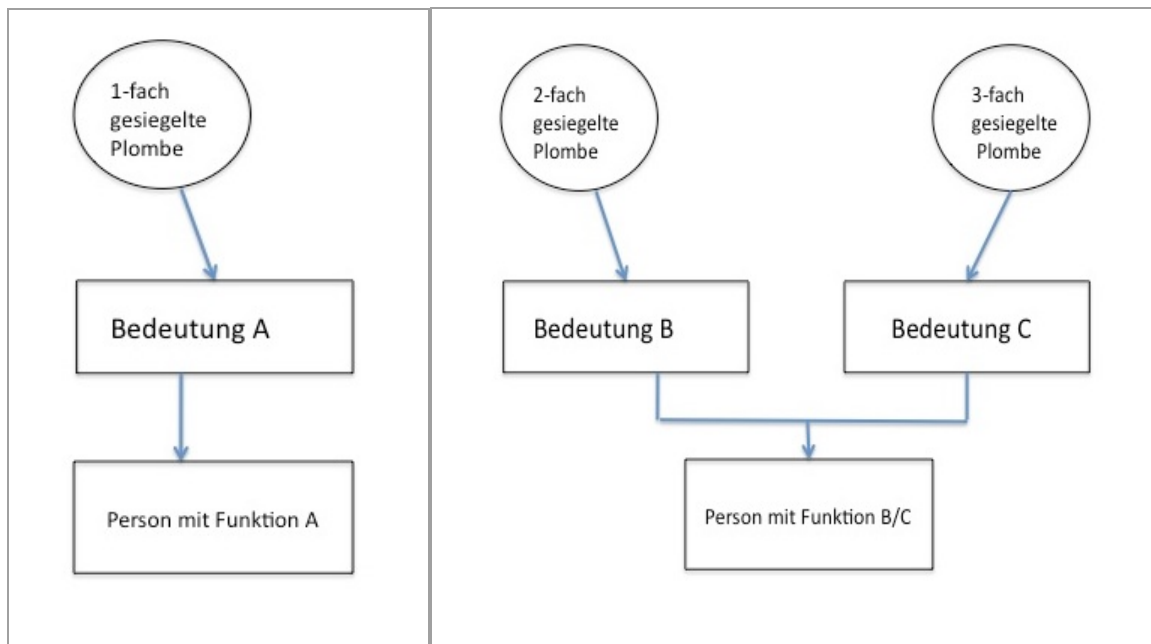 1-fach
gesiegelte
Plombe
Bedeutung A
Person mit Funktion A
2-fach
gesiegelte
Plombe
3-fach
gesiegelte
Plombe
Bedeutung B
Bedeutung C
Person mit Funktion B/C